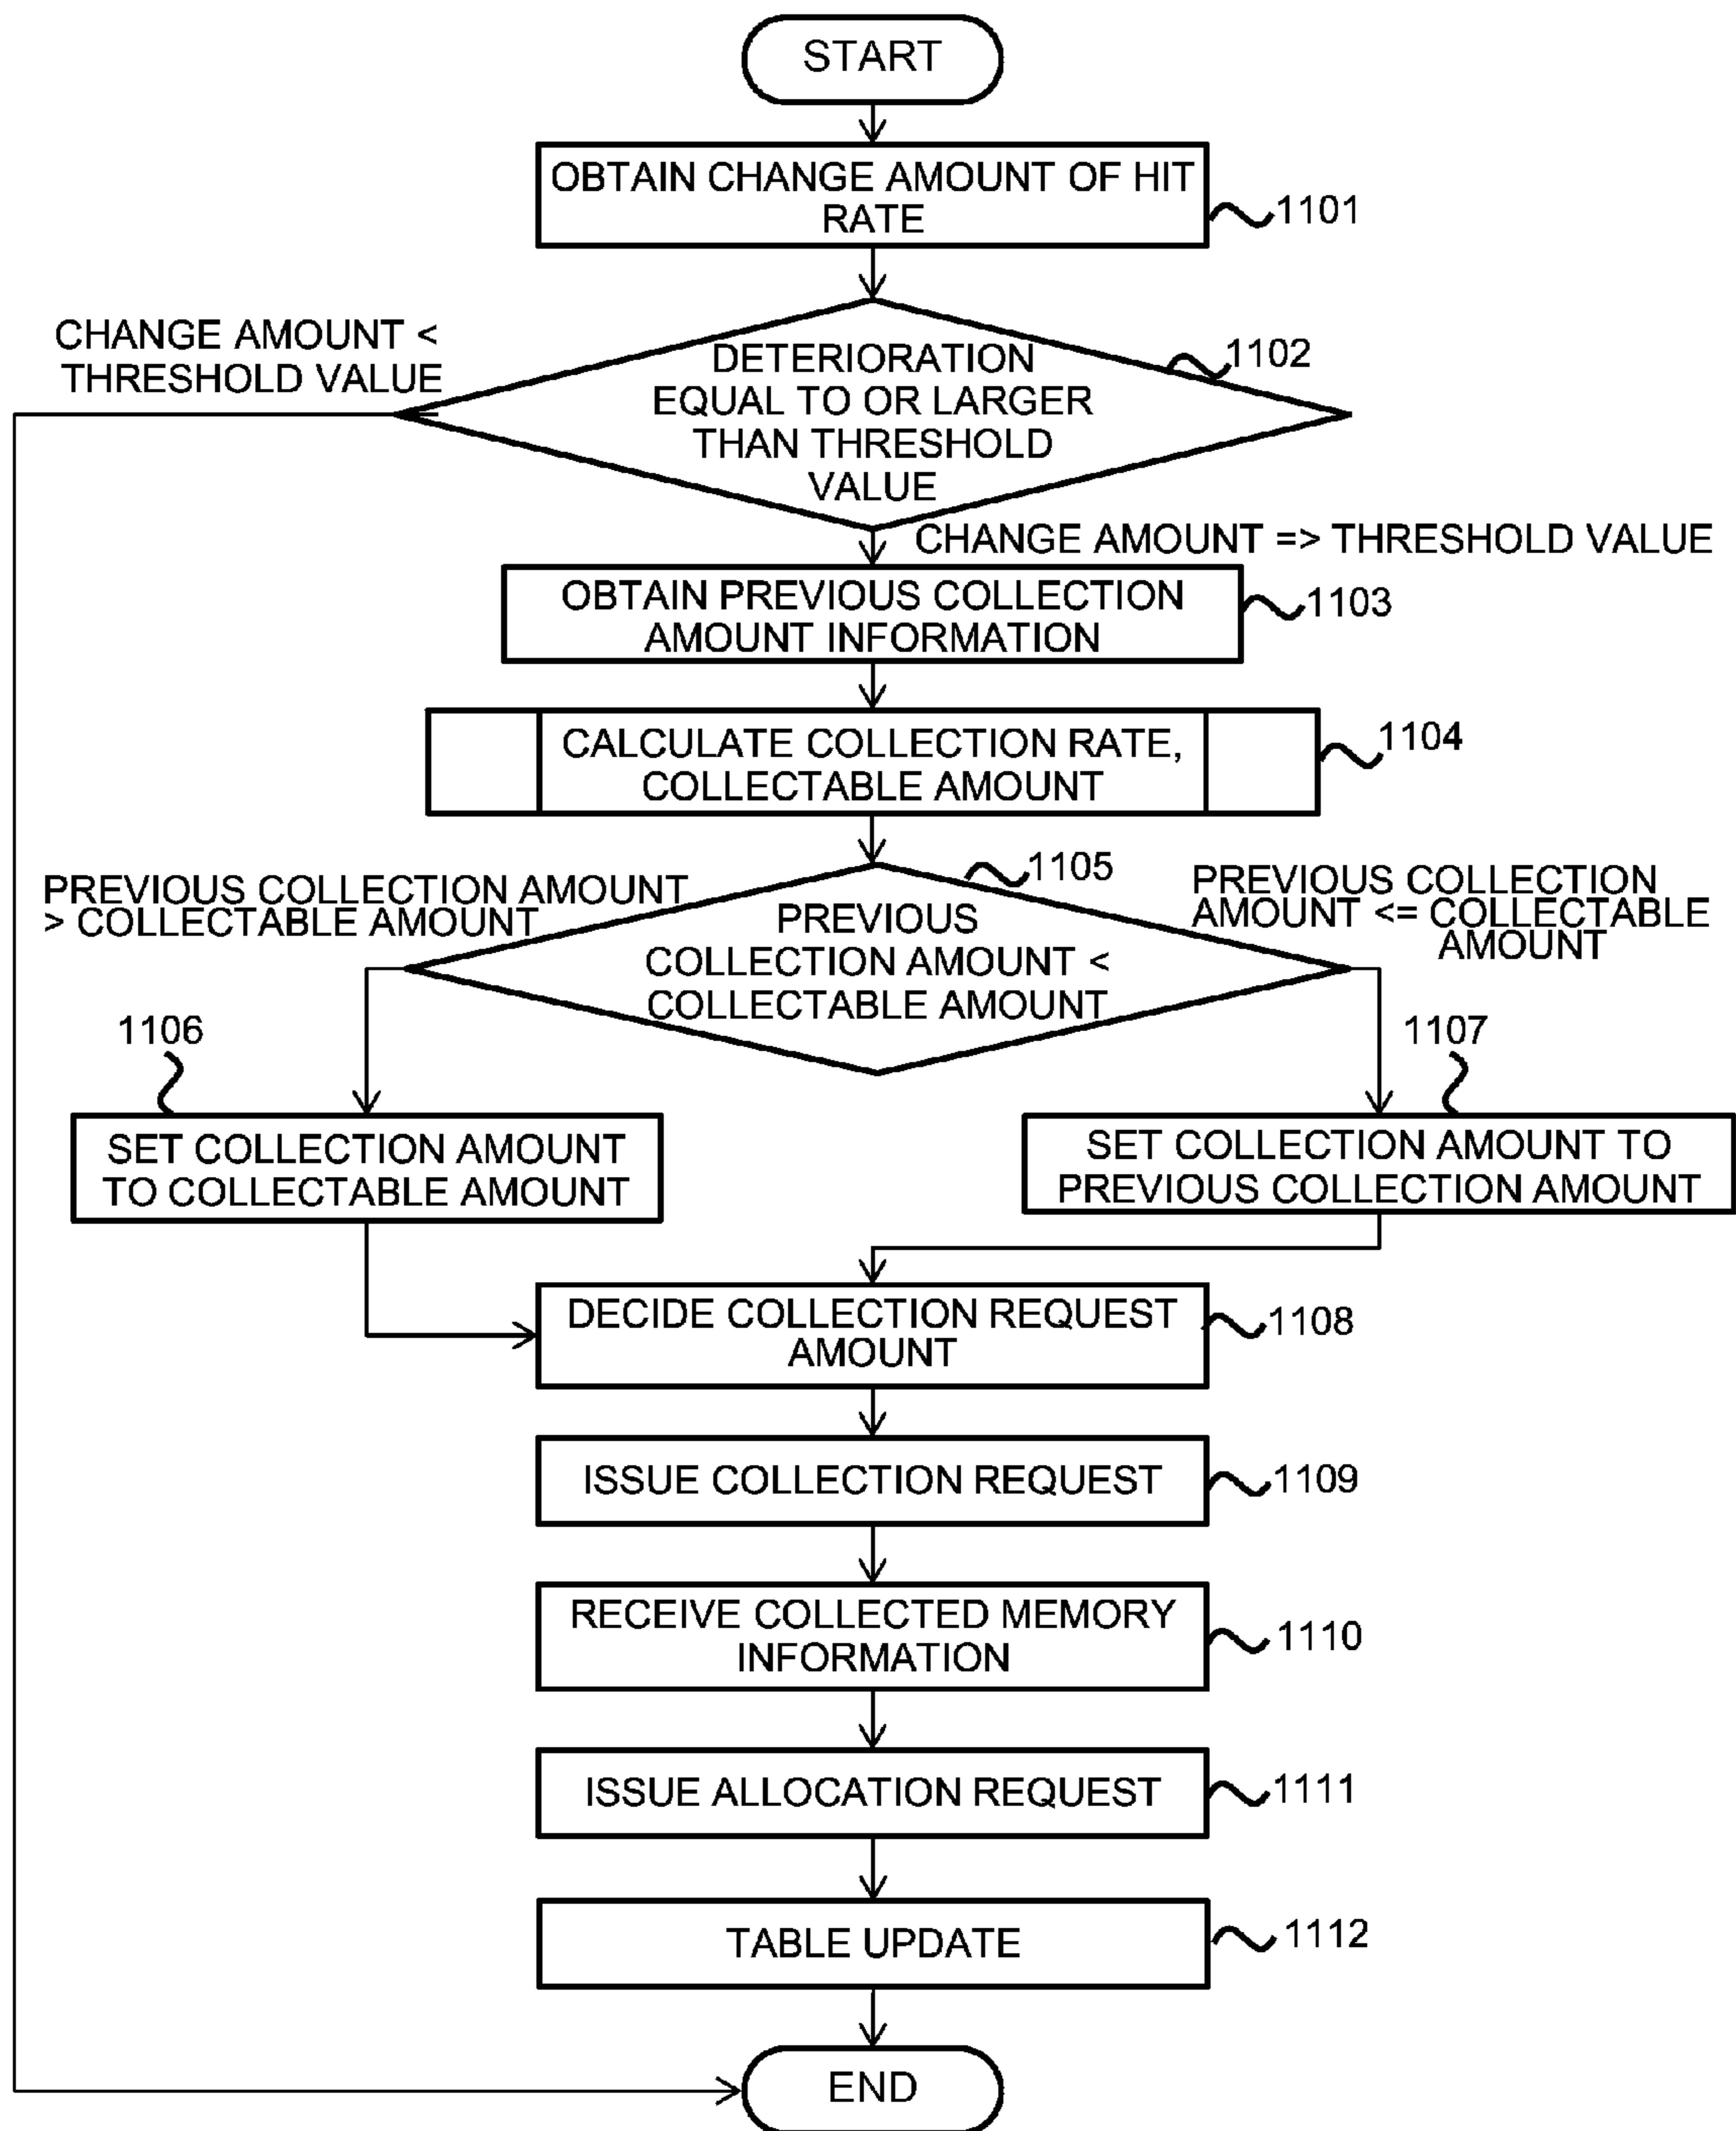 START
OBTAIN CHANGE AMOUNT OF HIT
RATE
1101
CHANGE AMOUNT <
THRESHOLD VALUE
DETERIORATION
EQUAL TO OR LARGER
THAN THRESHOLD
VALUE
1102
CHANGE AMOUNT => THRESHOLD VALUE
OBTAIN PREVIOUS COLLECTION
AMOUNT INFORMATION
1103
CALCULATE COLLECTION RATE,
COLLECTABLE AMOUNT
1104
PREVIOUS COLLECTION AMOUNT
> COLLECTABLE AMOUNT
1105
PREVIOUS
COLLECTION AMOUNT <
COLLECTABLE AMOUNT
PREVIOUS COLLECTION
AMOUNT <= COLLECTABLE
AMOUNT
1106
SET COLLECTION AMOUNT
TO COLLECTABLE AMOUNT
1107
SET COLLECTION AMOUNT TO
PREVIOUS COLLECTION AMOUNT
DECIDE COLLECTION REQUEST
AMOUNT
1108
ISSUE COLLECTION REQUEST
1109
RECEIVE COLLECTED MEMORY
INFORMATION
1110
ISSUE ALLOCATION REQUEST
1111
TABLE UPDATE
1112
END